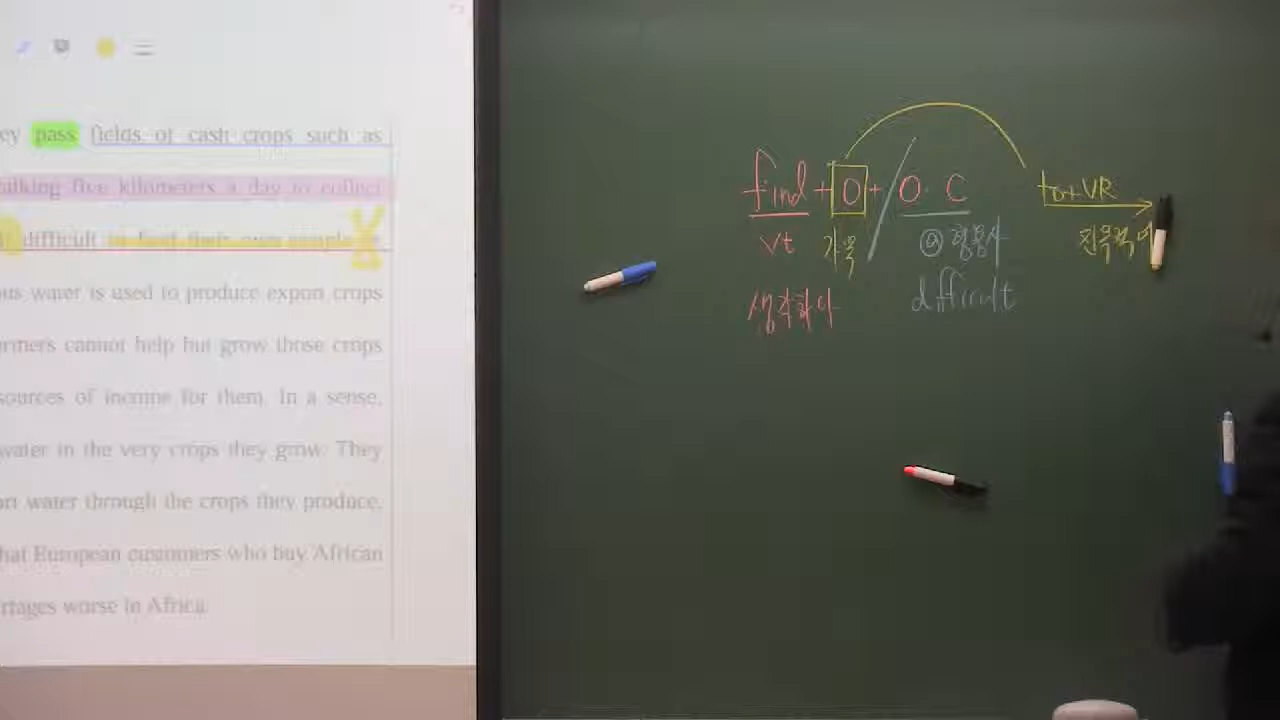 ey pass fields of cash crops such as
alking five kilometers a day to collect
difficult to feed their own people
ous water is used to produce export crops
ermers cannot help but grow those crops
sources of income for them. In a sense,
water in the very crops they grow. They
ort water through the crops they produce.
hat European customers who buy African
rtages worse in Africa.
find + O + O.C to+VR
vt 가목 ⓐ 형용사 진목적어
생각하다 difficult